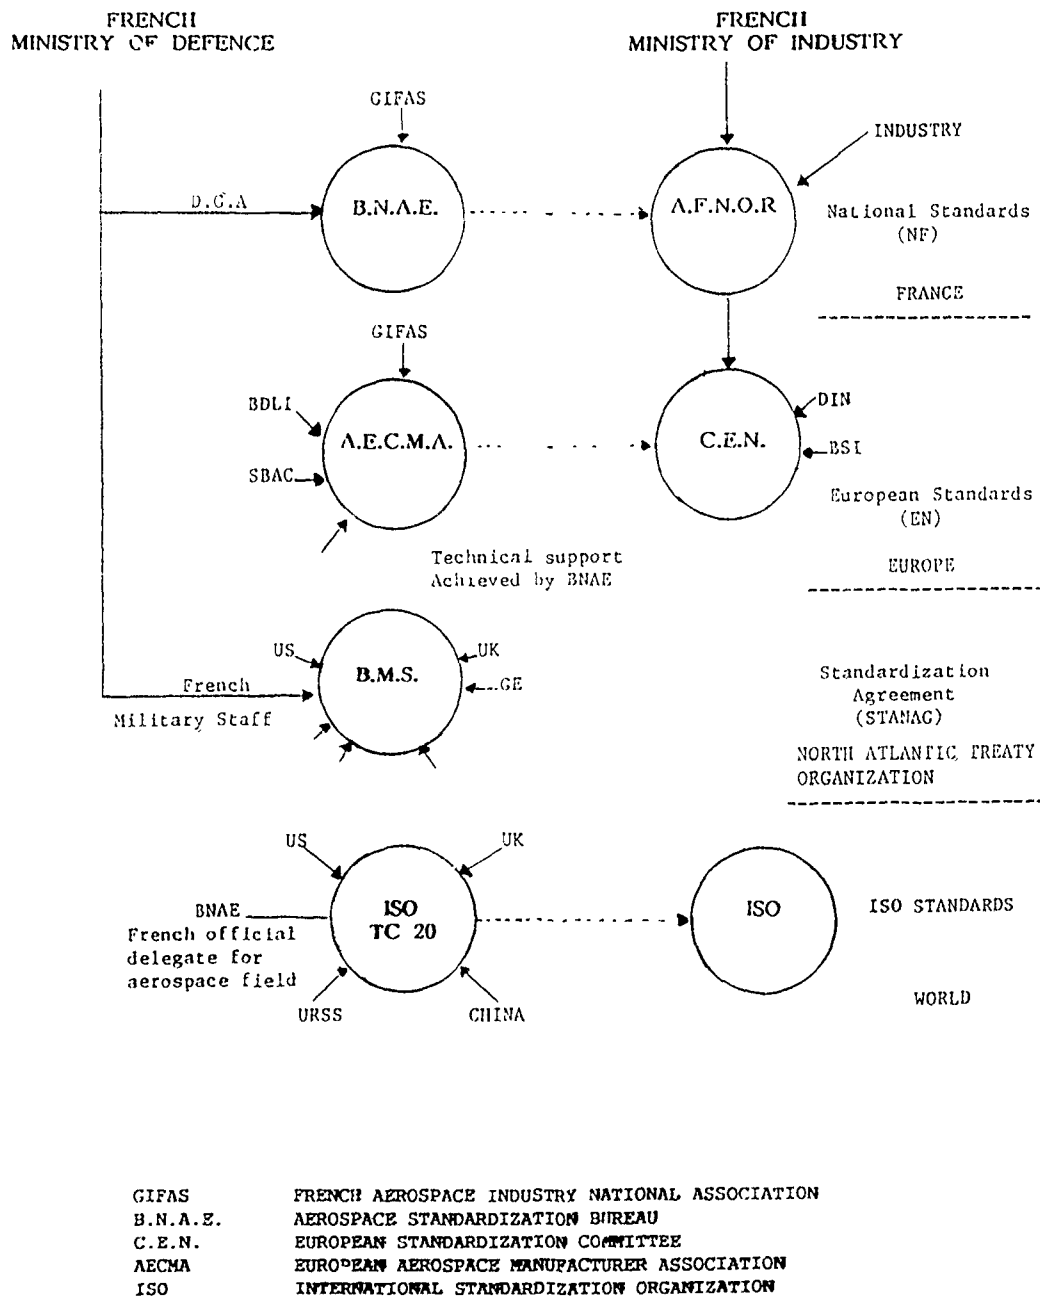 FRENCH
MINISTRY OF DEFENCE
FRENCH
MINISTRY OF INDUSTRY
GIFAS
INDUSTRY
D.G.A
B.N.A.E.
A.F.N.O.R
National Standards
(NF)
FRANCE
GIFAS
BDLI
SBAC
A.E.C.M.A.
C.E.N.
DIN
BSI
European Standards
(EN)
Technical support
Achieved by BNAE
EUROPE
US
UK
B.M.S.
GE
French
Military Staff
Standardization
Agreement
(STANAG)
NORTH ATLANTIC TREATY
ORGANIZATION
US
UK
BNAE
French official
delegate for
aerospace field
ISO
TC 20
ISO
ISO STANDARDS
URSS
CHINA
WORLD
GIFAS FRENCH AEROSPACE INDUSTRY NATIONAL ASSOCIATION
B.N.A.E. AEROSPACE STANDARDIZATION BUREAU
C.E.N. EUROPEAN STANDARDIZATION COMMITTEE
AECMA EUROPEAN AEROSPACE MANUFACTURER ASSOCIATION
ISO INTERNATIONAL STANDARDIZATION ORGANIZATION